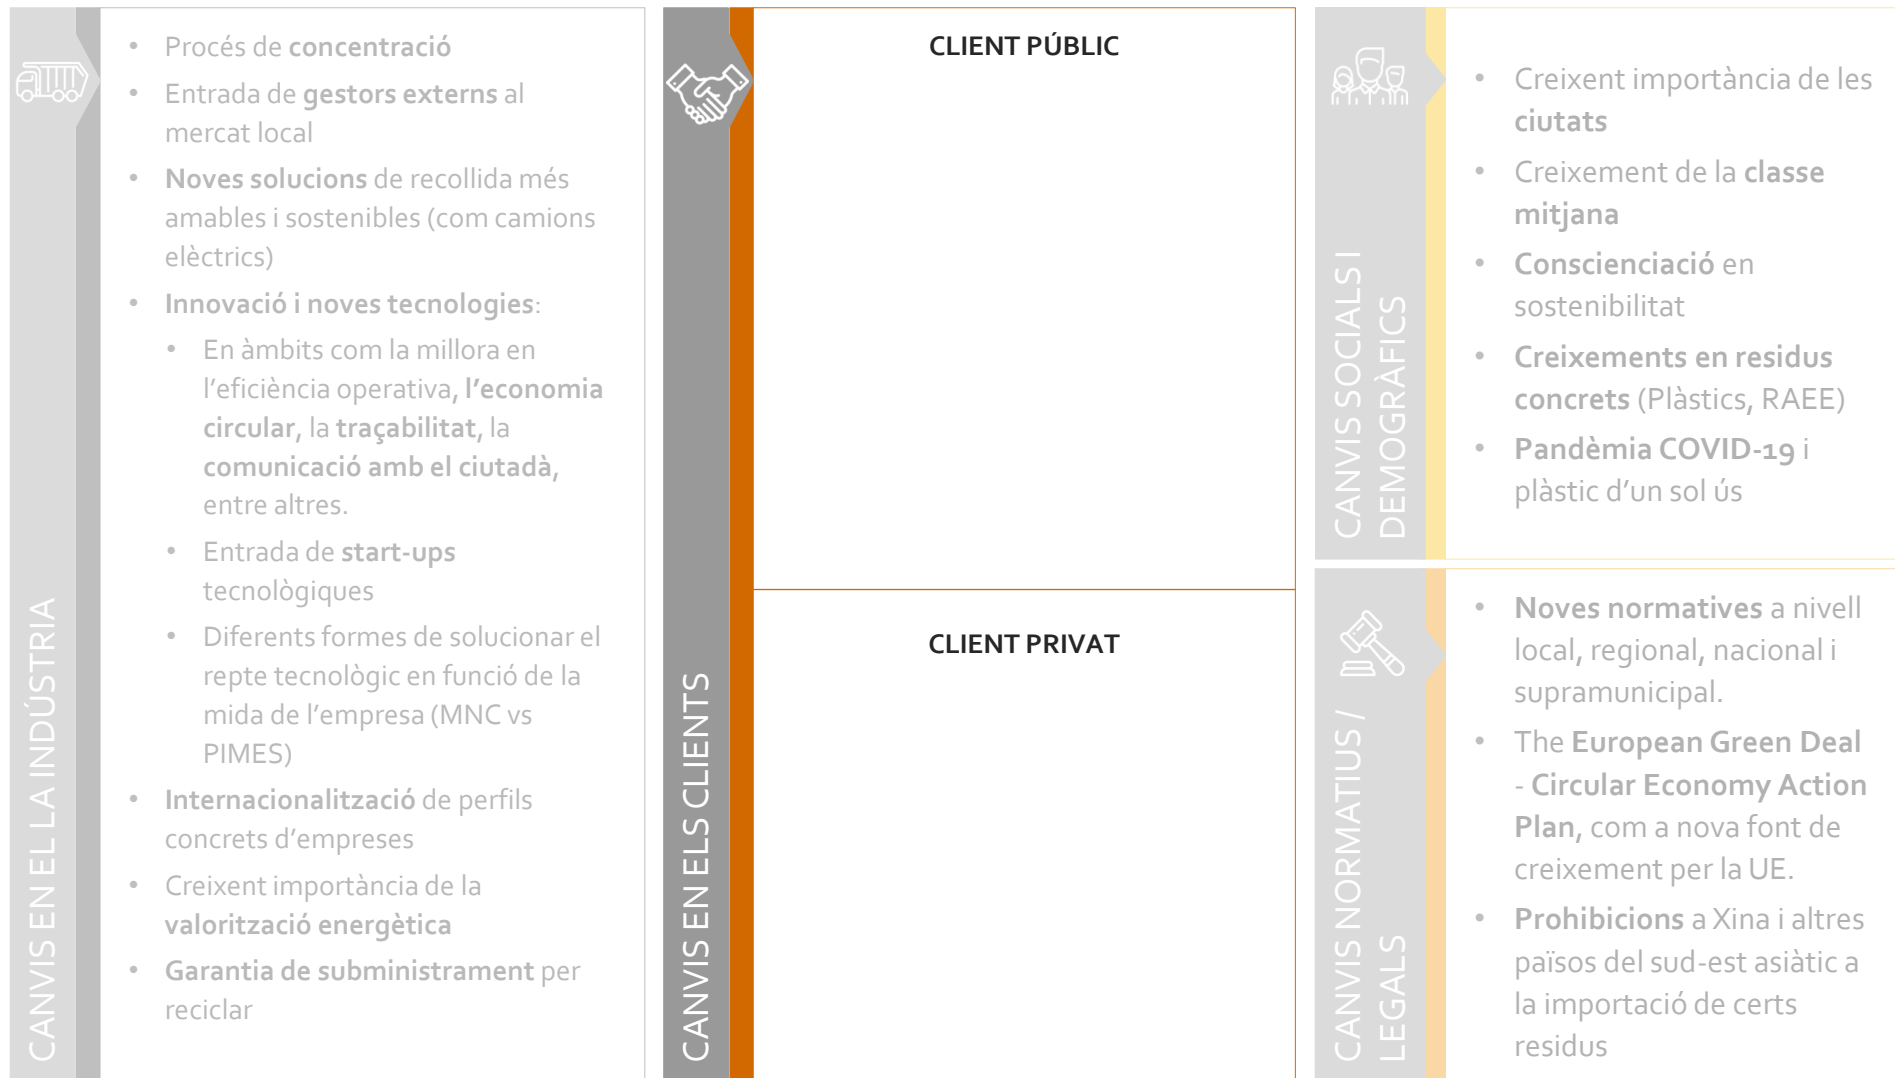 CANVIS EN EL LA INDÚSTRIA
• Procés de concentració
• Entrada de gestors externs al
mercat local
• Noves solucions de recollida més
amables i sostenibles (com camions
elèctrics)
• Innovació i noves tecnologies:
• En àmbits com la millora en
l’eficiència operativa, l’economia
circular, la traçabilitat, la
comunicació amb el ciutadà,
entre altres.
• Entrada de start-ups
tecnològiques
• Diferents formes de solucionar el
repte tecnològic en funció de la
mida de l’empresa (MNC vs
PIMES)
• Internacionalització de perfils
concrets d’empreses
• Creixent importància de la
valorització energètica
• Garantia de subministrament per
reciclar
CANVIS EN ELS CLIENTS
CLIENT PÚBLIC
CLIENT PRIVAT
CANVIS SOCIALS I
DEMOGRÀFICS
• Creixent importància de les
ciutats
• Creixement de la classe
mitjana
• Conscienciació en
sostenibilitat
• Creixements en residus
concrets (Plàstics, RAEE)
• Pandèmia COVID-19 i
plàstic d’un sol ús
CANVIS NORMATIUS /
LEGALS
• Noves normatives a nivell
local, regional, nacional i
supramunicipal.
• The European Green Deal
- Circular Economy Action
Plan, com a nova font de
creixement per la UE.
• Prohibicions a Xina i altres
països del sud-est asiàtic a
la importació de certs
residus